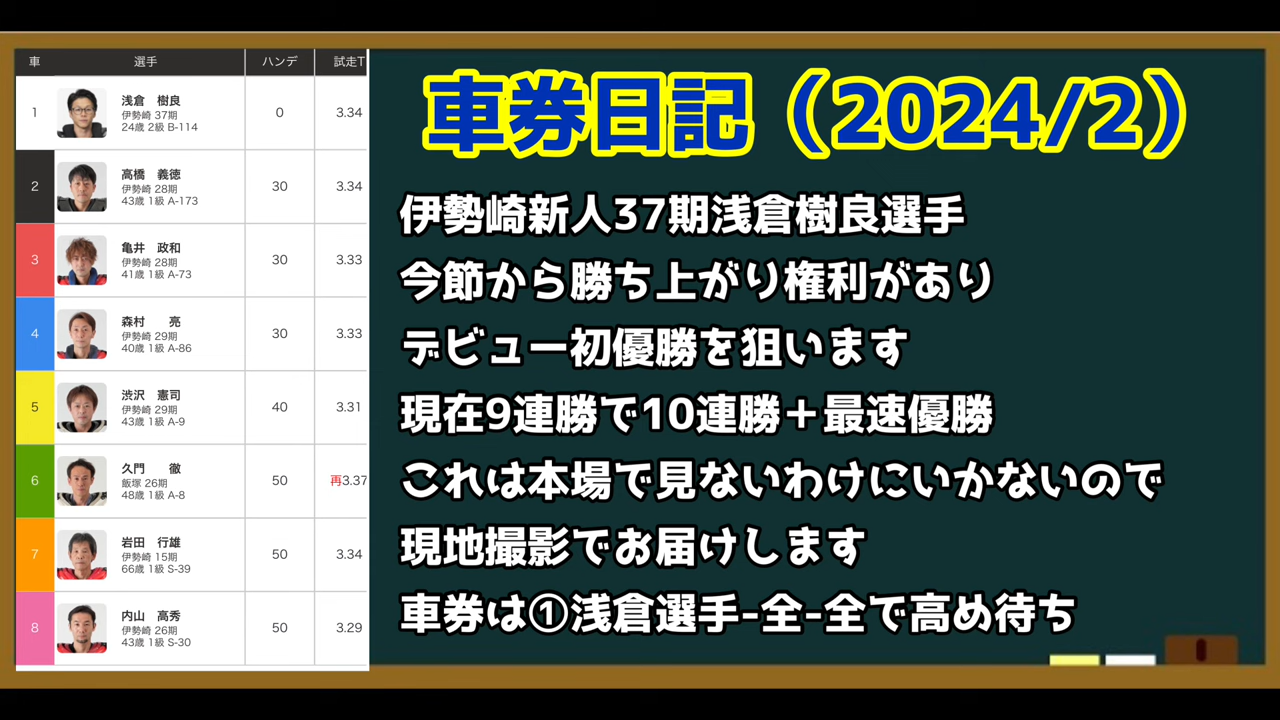 車 選手 ハンデ 試走T
1 浅倉 樹良 0 3.34
伊勢崎 37期
24歳 2級 B-114
2 高橋 義徳 30 3.34
伊勢崎 28期
43歳 1級 A-173
3 亀井 政和 30 3.33
伊勢崎 28期
41歳 1級 A-73
4 森村 亮 30 3.33
伊勢崎 29期
40歳 1級 A-86
5 渋沢 憲司 40 3.31
伊勢崎 29期
43歳 1級 A-9
6 久門 徹 50 再3.37
飯塚 26期
48歳 1級 A-8
7 岩田 行雄 50 3.34
伊勢崎 15期
66歳 1級 S-39
8 内山 高秀 50 3.29
伊勢崎 26期
43歳 1級 S-30
車券日記（2024/2）
伊勢崎新人37期浅倉樹良選手
今節から勝ち上がり権利があり
デビュー初優勝を狙います
現在9連勝で10連勝＋最速優勝
これは本場で見ないわけにいかないので
現地撮影でお届けします
車券は①浅倉選手-全-全で高め待ち